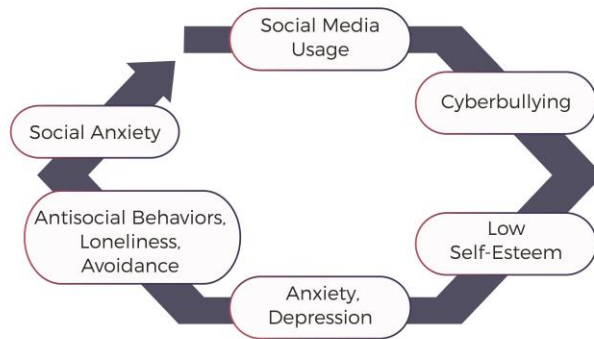 Social Media
Usage
Cyberbullying
Low
Self-Esteem
Anxiety,
Depression
Antisocial Behaviors,
Loneliness,
Avoidance
Social Anxiety